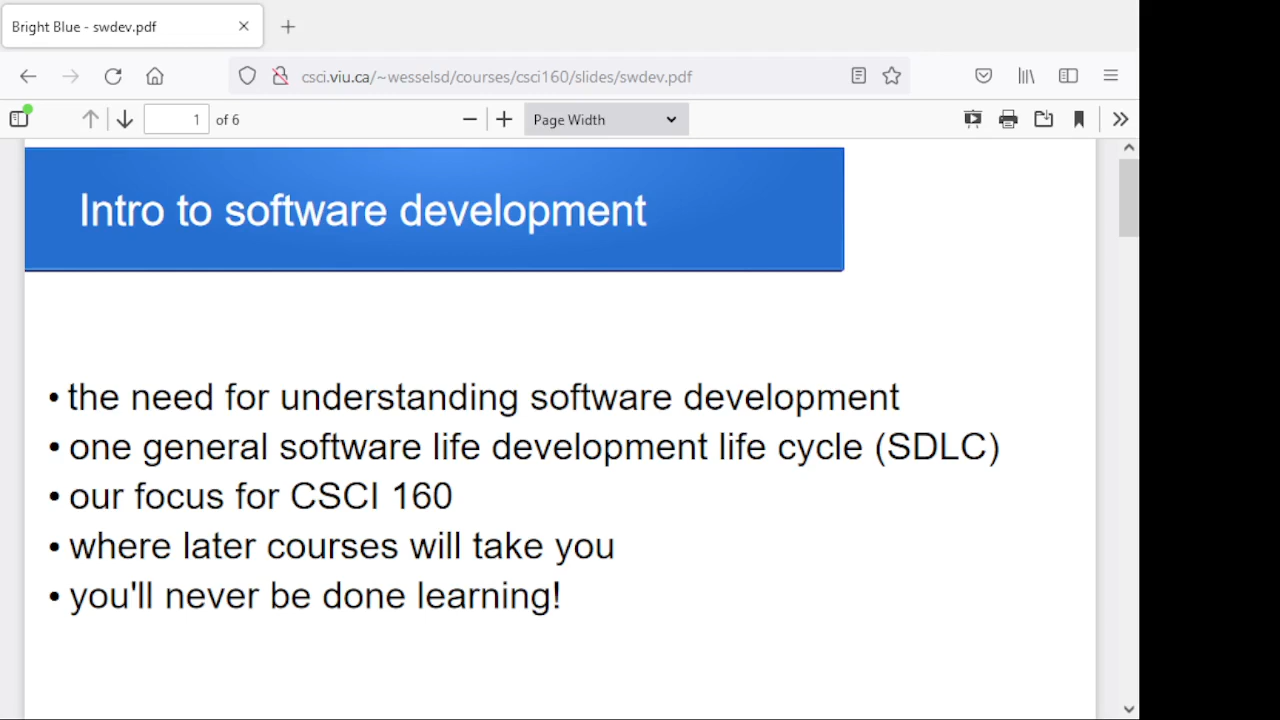 Bright Blue - swdev.pdf
csci.viu.ca/~wesselsd/courses/csci160/slides/swdev.pdf
1 of 6 Page Width
Intro to software development
• the need for understanding software development
• one general software life development life cycle (SDLC)
• our focus for CSCI 160
• where later courses will take you
• you'll never be done learning!